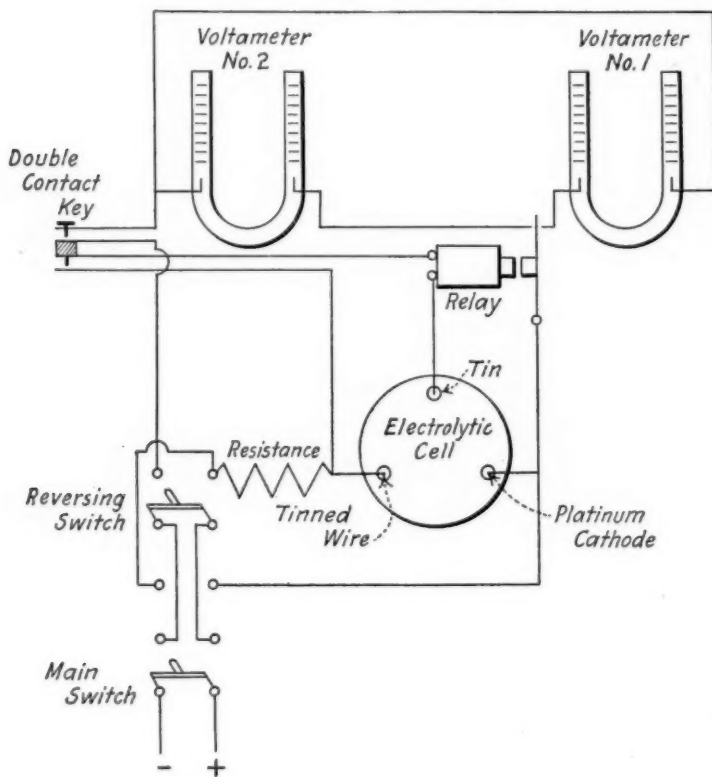 Voltameter
No. 2
Voltameter
No. 1
Double
Contact
Key
Relay
Tin
Electrolytic
Cell
Resistance
Reversing
Switch
Tinned
Wire
Platinum
Cathode
Main
Switch
- +